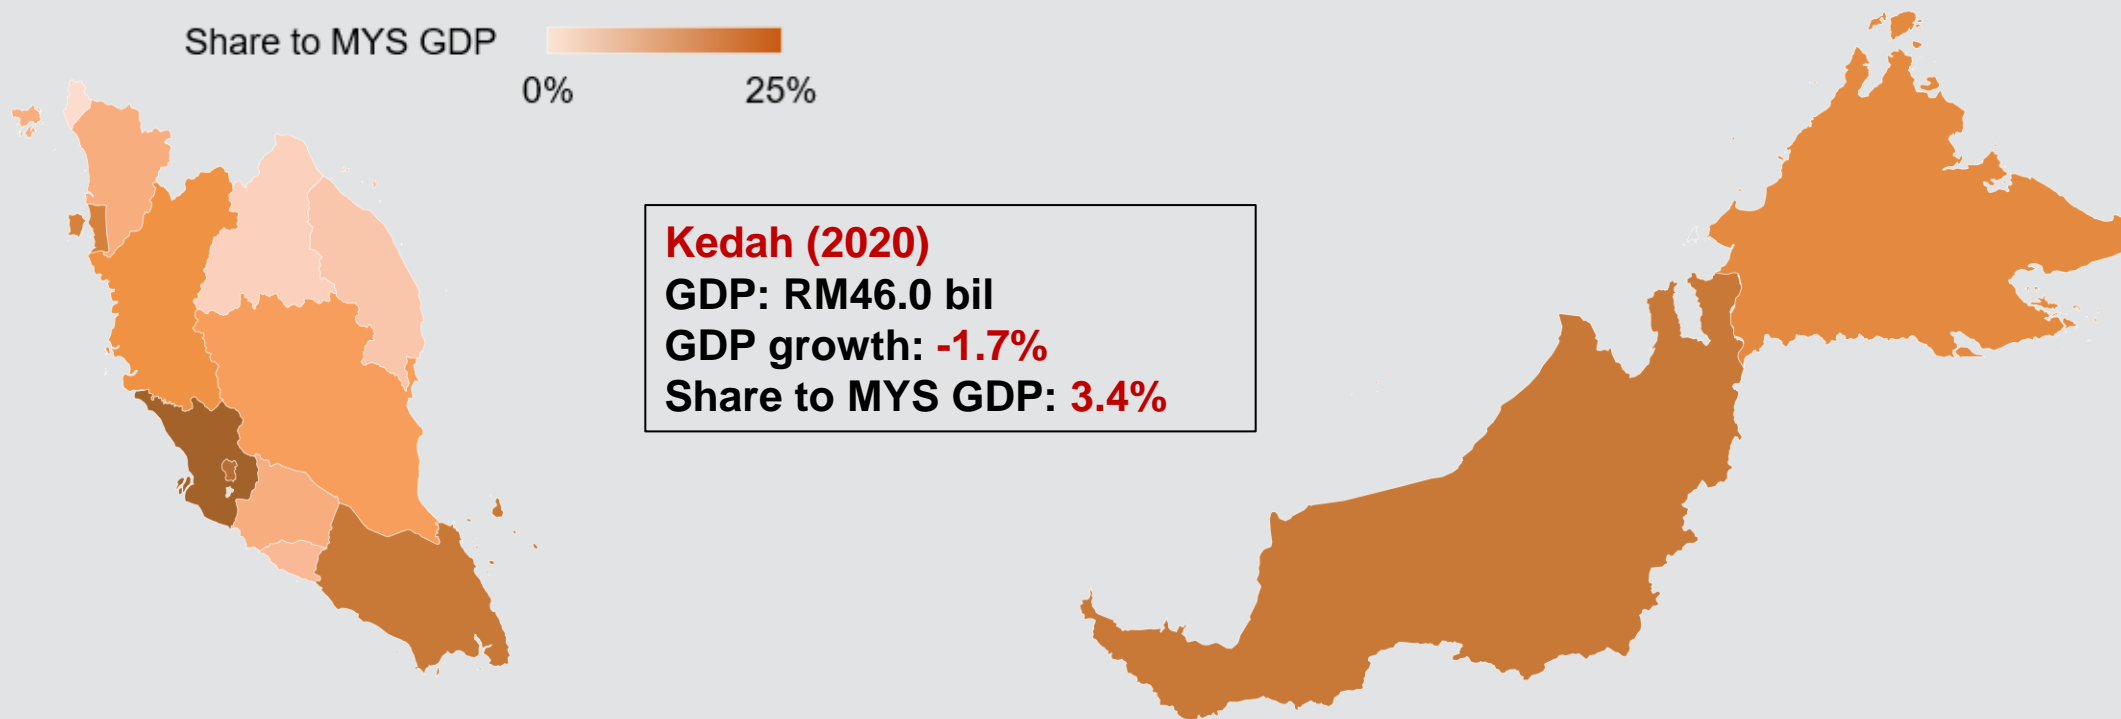 Share to MYS GDP
0% 25%
Kedah (2020)
GDP: RM46.0 bil
GDP growth: -1.7%
Share to MYS GDP: 3.4%